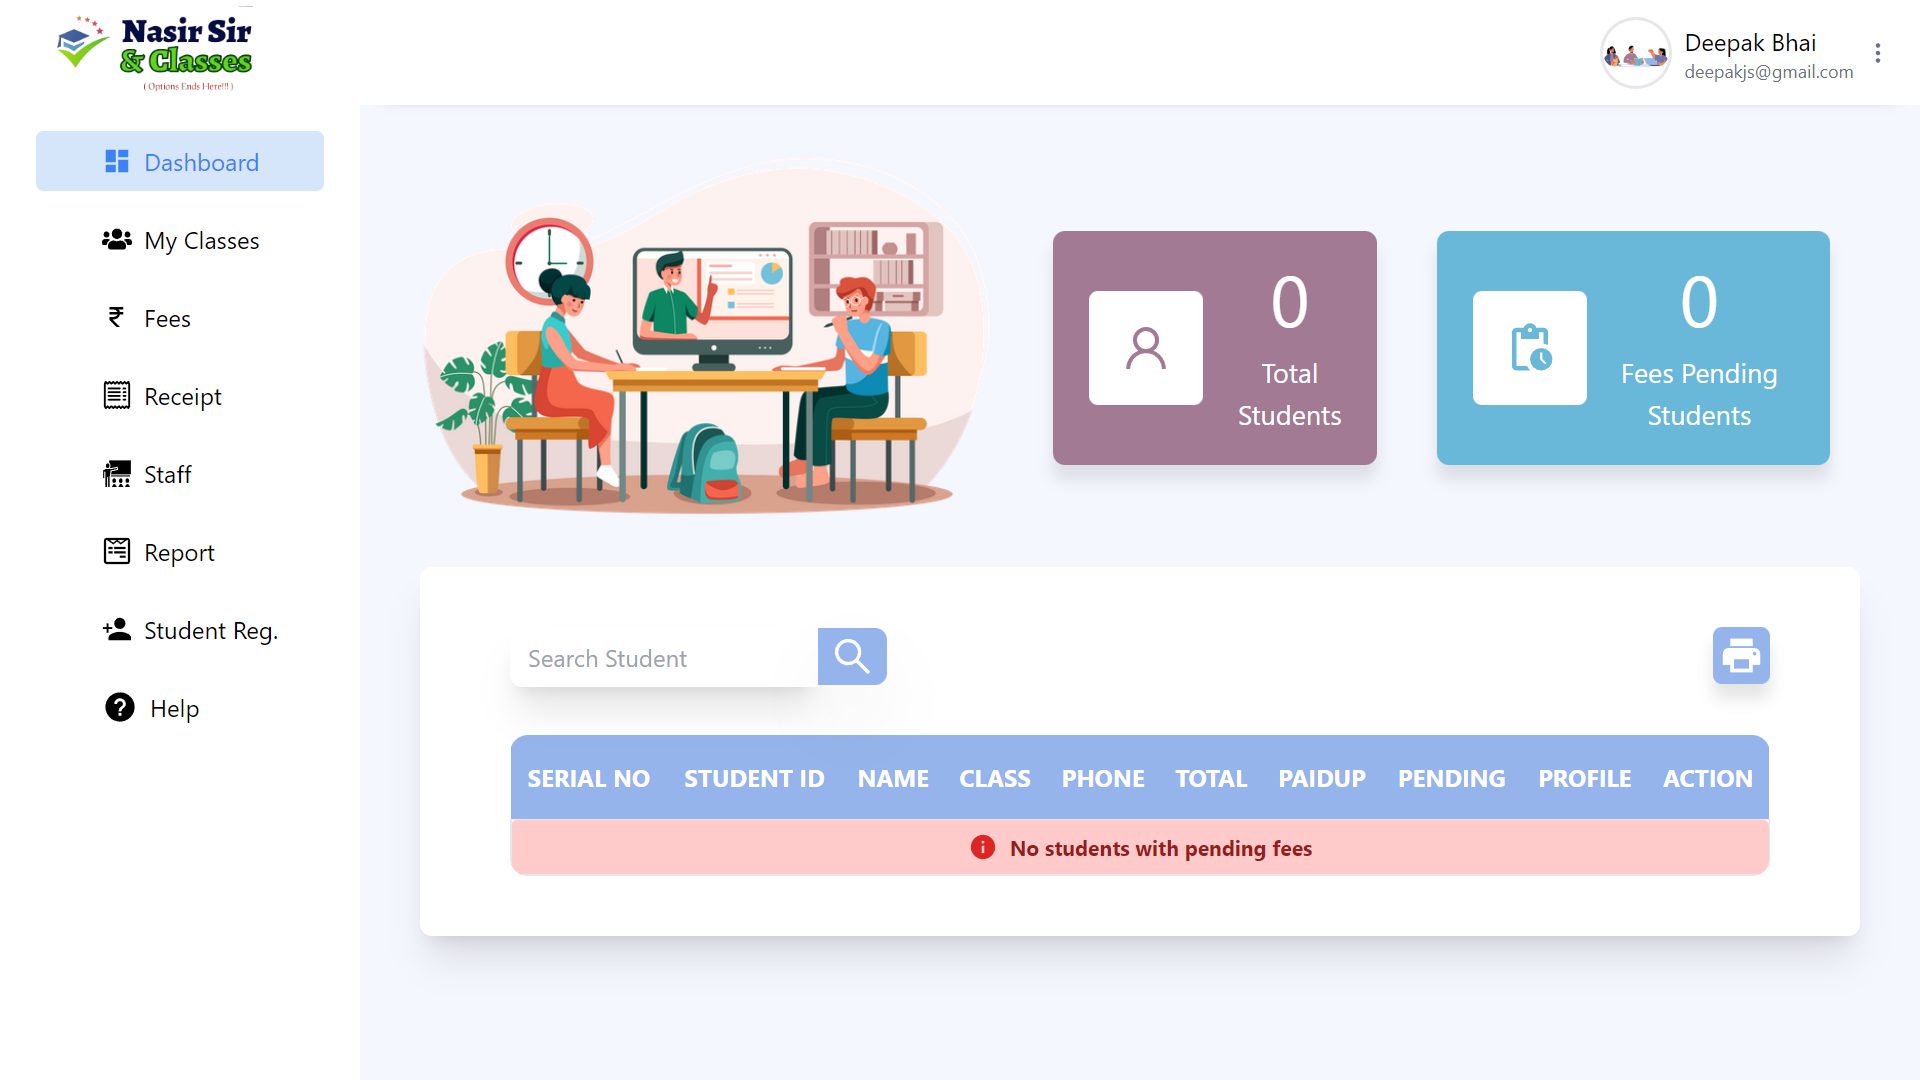 Nasir Sir
& Classes
( Options Ends Here!!! )
Deepak Bhai
deepakjs@gmail.com
Dashboard
My Classes
Fees
Receipt
Staff
Report
Student Reg.
Help
0
Total
Students
0
Fees Pending
Students
Search Student
SERIAL NO STUDENT ID NAME CLASS PHONE TOTAL PAIDUP PENDING PROFILE ACTION
No students with pending fees